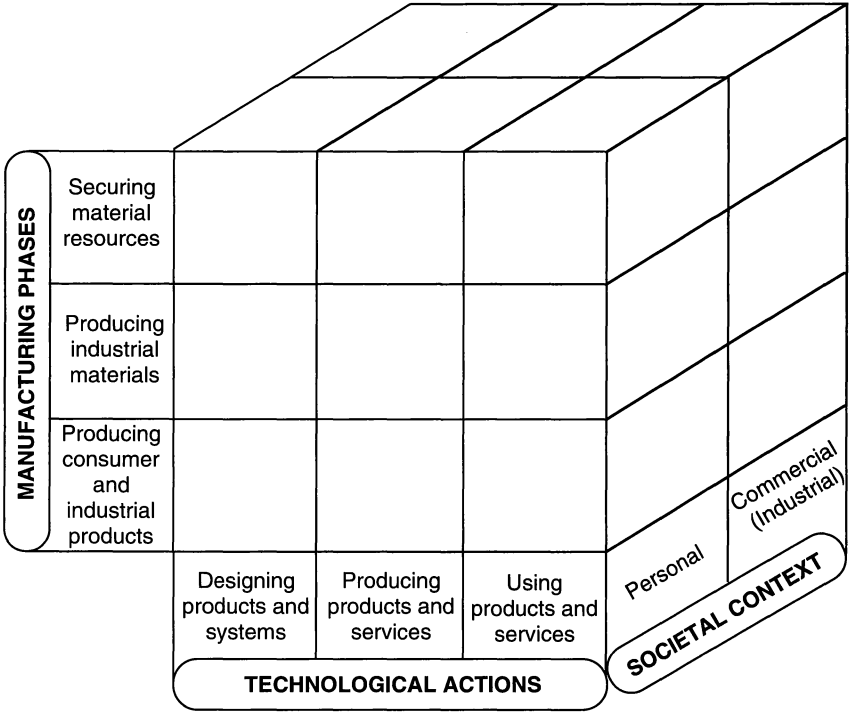 MANUFACTURING PHASES
Securing
material
resources
Producing
industrial
materials
Producing
consumer
and
industrial
products
Designing
products and
systems
Producing
products and
services
Using
products and
services
Personal
Commercial
(Industrial)
TECHNOLOGICAL ACTIONS
SOCIETAL CONTEXT